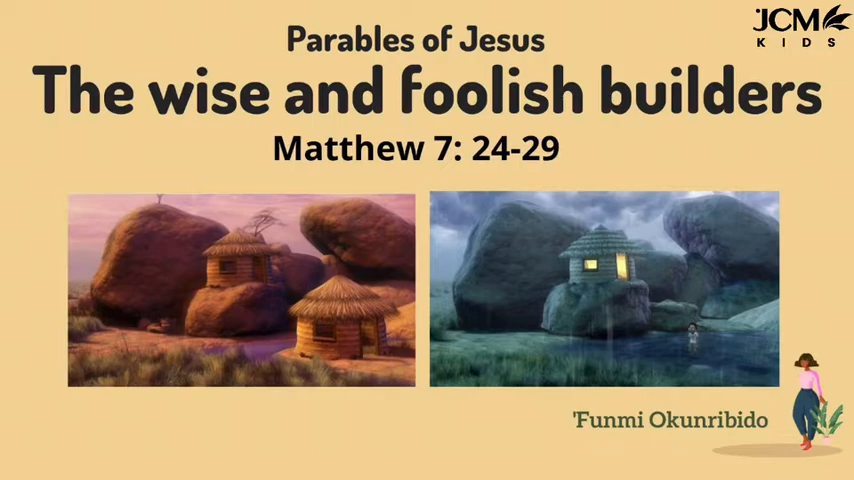 JCM
KIDS
Parables of Jesus
The wise and foolish builders
Matthew 7: 24-29
'Funmi Okunribido